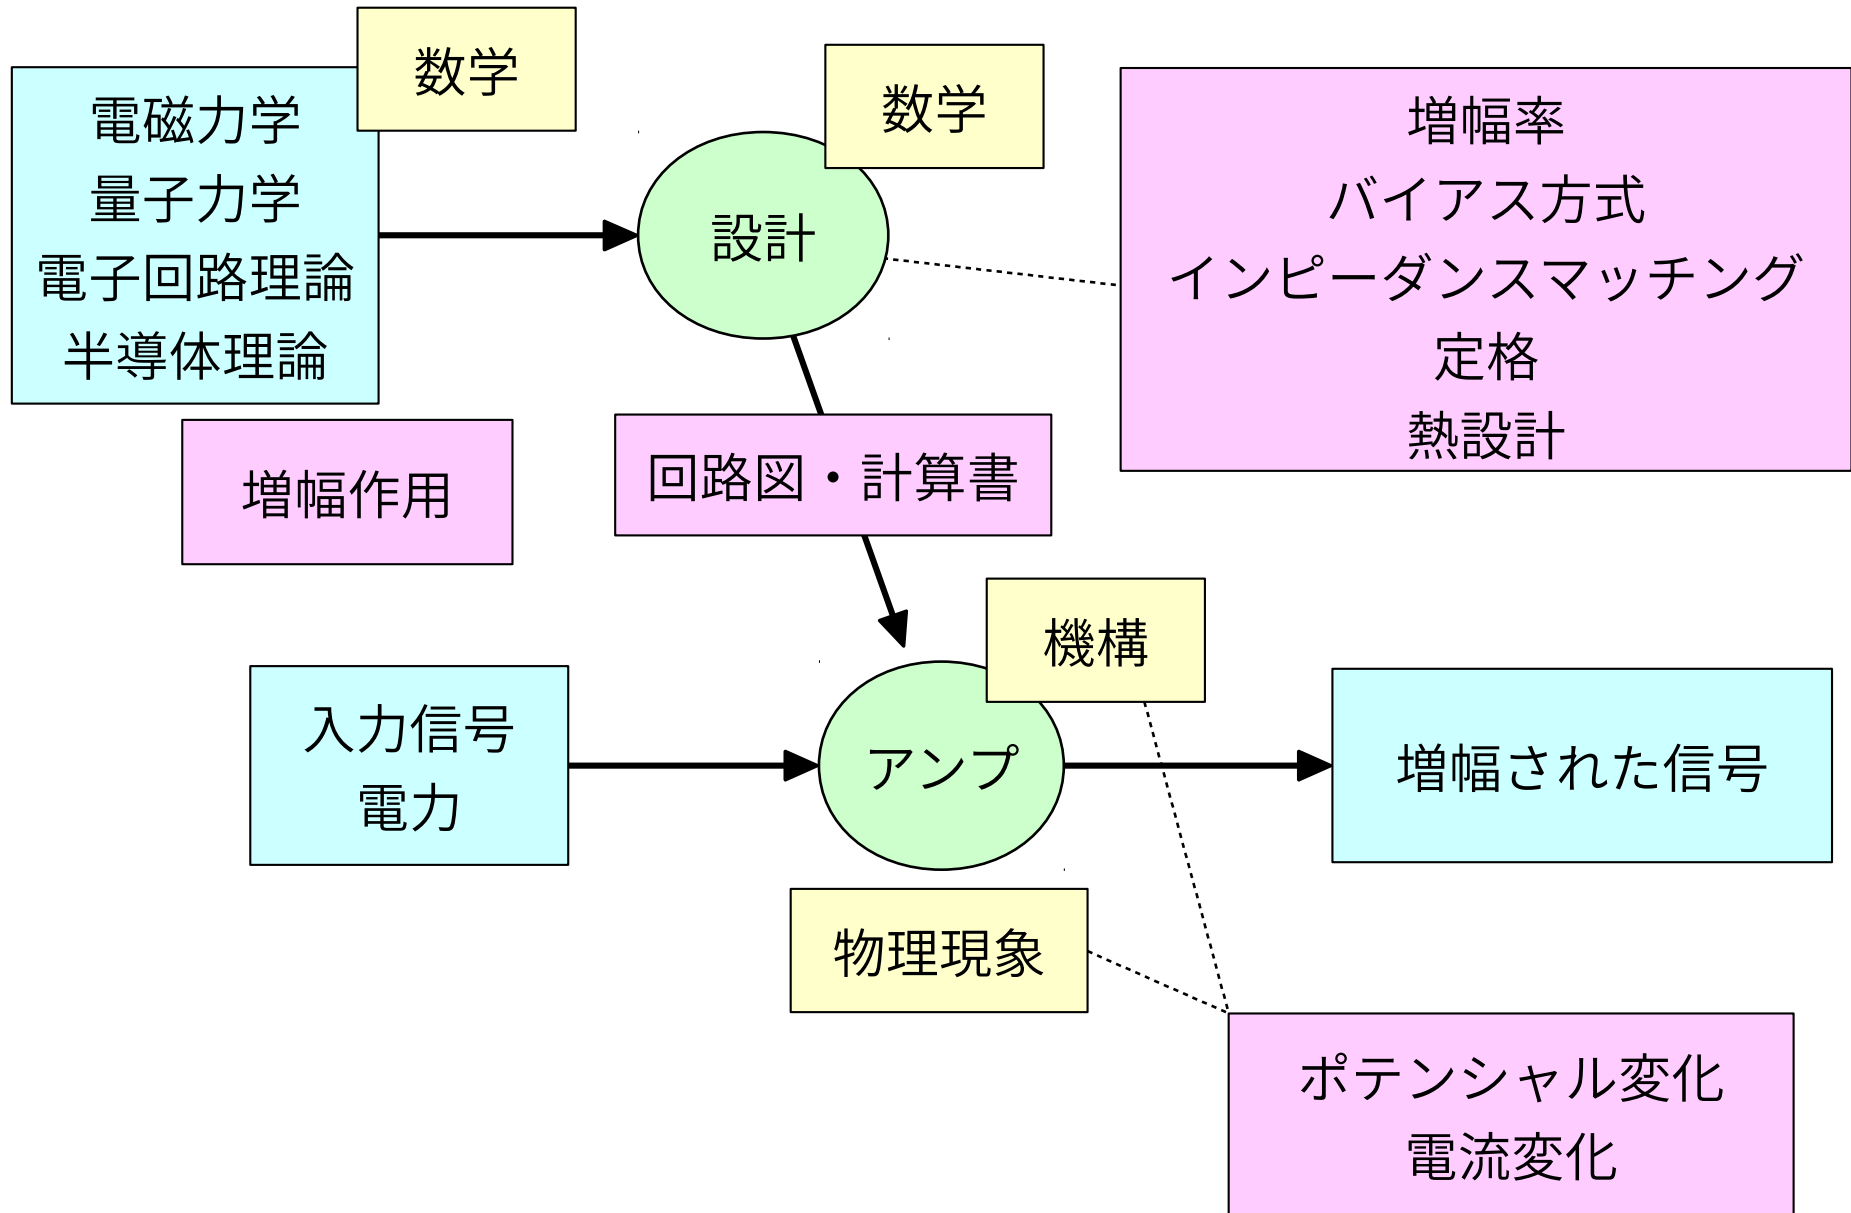 数学
電磁力学
量子力学
電子回路理論
半導体理論
数学
設計
増幅率
バイアス方式
インピーダンスマッチング
定格
熱設計
増幅作用
回路図・計算書
機構
入力信号
電力
アンプ
増幅された信号
物理現象
ポテンシャル変化
電流変化